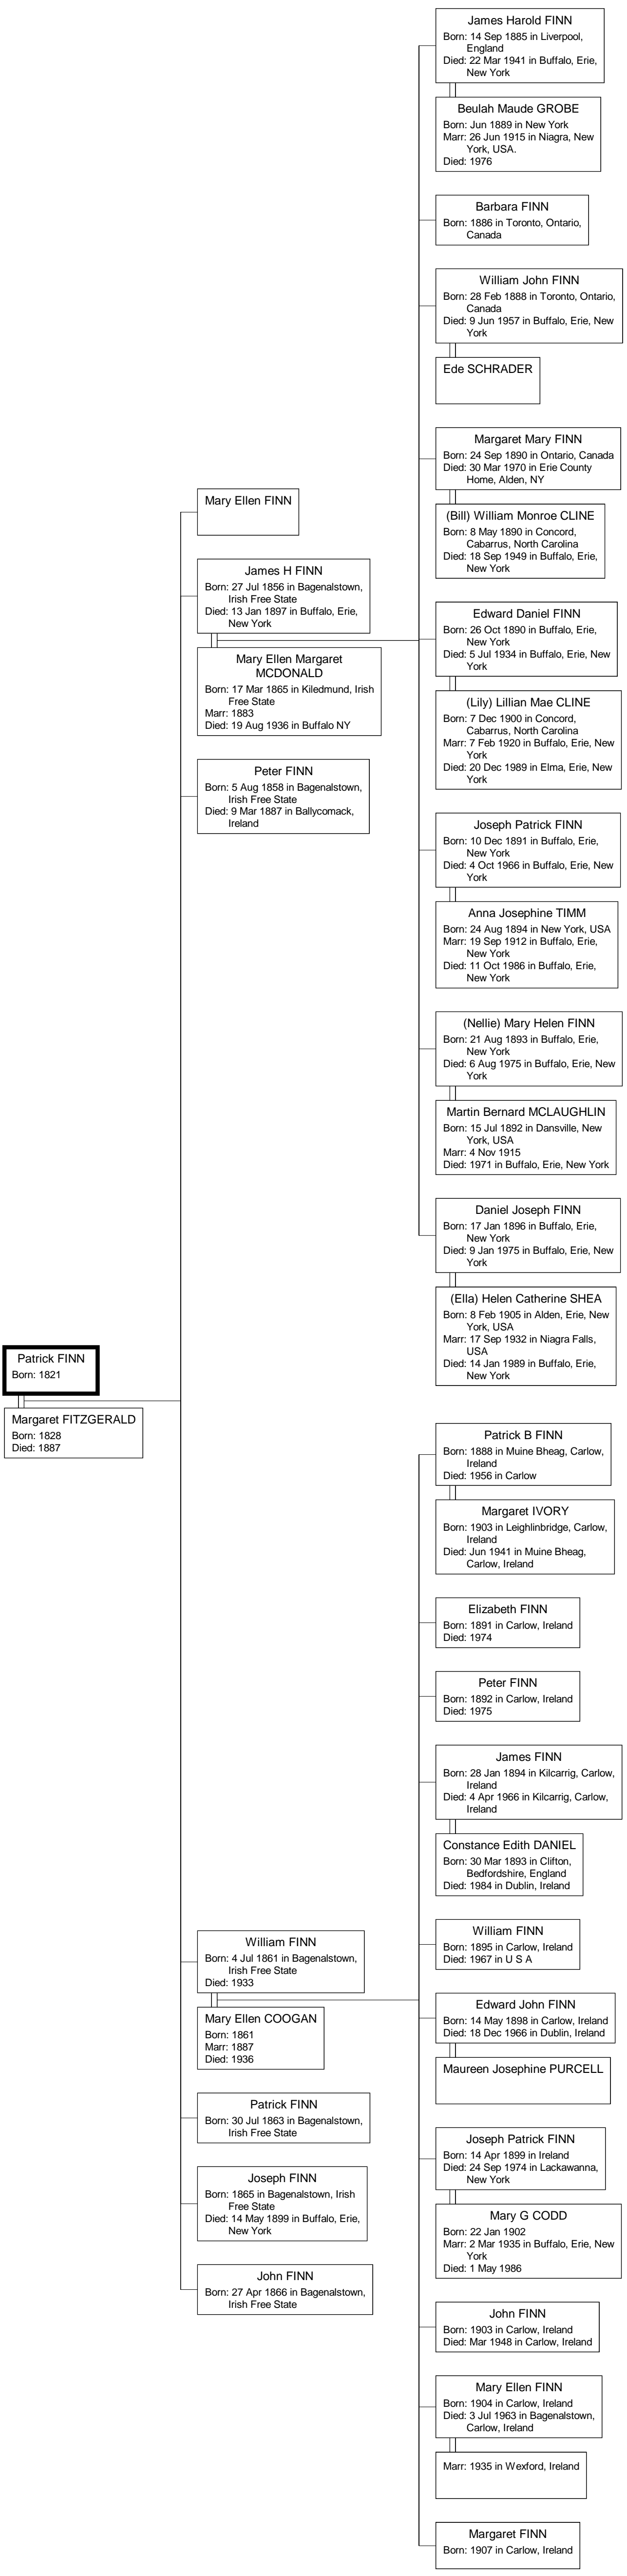 James Harold FINN
Born: 14 Sep 1885 in Liverpool,
England
Died: 22 Mar 1941 in Buffalo, Erie,
New York
Beulah Maude GROBE
Born: Jun 1889 in New York
Marr: 26 Jun 1915 in Niagra, New
York, USA.
Died: 1976
Barbara FINN
Born: 1886 in Toronto, Ontario,
Canada
William John FINN
Born: 28 Feb 1888 in Toronto, Ontario,
Canada
Died: 9 Jun 1957 in Buffalo, Erie, New
York
Ede SCHRADER
Margaret Mary FINN
Born: 24 Sep 1890 in Ontario, Canada
Died: 30 Mar 1970 in Erie County
Home, Alden, NY
(Bill) William Monroe CLINE
Born: 8 May 1890 in Concord,
Cabarrus, North Carolina
Died: 18 Sep 1949 in Buffalo, Erie,
New York
Mary Ellen FINN
James H FINN
Born: 27 Jul 1856 in Bagenalstown,
Irish Free State
Died: 13 Jan 1897 in Buffalo, Erie,
New York
Mary Ellen Margaret
MCDONALD
Born: 17 Mar 1865 in Kiledmund, Irish
Free State
Marr: 1883
Died: 19 Aug 1936 in Buffalo NY
Peter FINN
Born: 5 Aug 1858 in Bagenalstown,
Irish Free State
Died: 9 Mar 1887 in Ballycomack,
Ireland
Edward Daniel FINN
Born: 26 Oct 1890 in Buffalo, Erie,
New York
Died: 5 Jul 1934 in Buffalo, Erie, New
York
(Lily) Lillian Mae CLINE
Born: 7 Dec 1900 in Concord,
Cabarrus, North Carolina
Marr: 7 Feb 1920 in Buffalo, Erie, New
York
Died: 20 Dec 1989 in Elma, Erie, New
York
Joseph Patrick FINN
Born: 10 Dec 1891 in Buffalo, Erie,
New York
Died: 4 Oct 1966 in Buffalo, Erie, New
York
Anna Josephine TIMM
Born: 24 Aug 1894 in New York, USA
Marr: 19 Sep 1912 in Buffalo, Erie,
New York
Died: 11 Oct 1986 in Buffalo, Erie,
New York
(Nellie) Mary Helen FINN
Born: 21 Aug 1893 in Buffalo, Erie,
New York
Died: 6 Aug 1975 in Buffalo, Erie, New
York
Martin Bernard MCLAUGHLIN
Born: 15 Jul 1892 in Dansville, New
York, USA
Marr: 4 Nov 1915
Died: 1971 in Buffalo, Erie, New York
Daniel Joseph FINN
Born: 17 Jan 1896 in Buffalo, Erie,
New York
Died: 9 Jan 1975 in Buffalo, Erie, New
York
(Ella) Helen Catherine SHEA
Born: 8 Feb 1905 in Alden, Erie, New
York, USA
Marr: 17 Sep 1932 in Niagra Falls,
USA
Died: 14 Jan 1989 in Buffalo, Erie,
New York
Patrick FINN
Born: 1821
Margaret FITZGERALD
Born: 1828
Died: 1887
Patrick B FINN
Born: 1888 in Muine Bheag, Carlow,
Ireland
Died: 1956 in Carlow
Margaret IVORY
Born: 1903 in Leighlinbridge, Carlow,
Ireland
Died: Jun 1941 in Muine Bheag,
Carlow, Ireland
Elizabeth FINN
Born: 1891 in Carlow, Ireland
Died: 1974
Peter FINN
Born: 1892 in Carlow, Ireland
Died: 1975
James FINN
Born: 28 Jan 1894 in Kilcarrig, Carlow,
Ireland
Died: 4 Apr 1966 in Kilcarrig, Carlow,
Ireland
Constance Edith DANIEL
Born: 30 Mar 1893 in Clifton,
Bedfordshire, England
Died: 1984 in Dublin, Ireland
William FINN
Born: 4 Jul 1861 in Bagenalstown,
Irish Free State
Died: 1933
Mary Ellen COOGAN
Born: 1861
Marr: 1887
Died: 1936
William FINN
Born: 1895 in Carlow, Ireland
Died: 1967 in U S A
Edward John FINN
Born: 14 May 1898 in Carlow, Ireland
Died: 18 Dec 1966 in Dublin, Ireland
Maureen Josephine PURCELL
Patrick FINN
Born: 30 Jul 1863 in Bagenalstown,
Irish Free State
Joseph FINN
Born: 1865 in Bagenalstown, Irish
Free State
Died: 14 May 1899 in Buffalo, Erie,
New York
John FINN
Born: 27 Apr 1866 in Bagenalstown,
Irish Free State
Joseph Patrick FINN
Born: 14 Apr 1899 in Ireland
Died: 24 Sep 1974 in Lackawanna,
New York
Mary G CODD
Born: 22 Jan 1902
Marr: 2 Mar 1935 in Buffalo, Erie, New
York
Died: 1 May 1986
John FINN
Born: 1903 in Carlow, Ireland
Died: Mar 1948 in Carlow, Ireland
Mary Ellen FINN
Born: 1904 in Carlow, Ireland
Died: 3 Jul 1963 in Bagenalstown,
Carlow, Ireland
Marr: 1935 in Wexford, Ireland
Margaret FINN
Born: 1907 in Carlow, Ireland